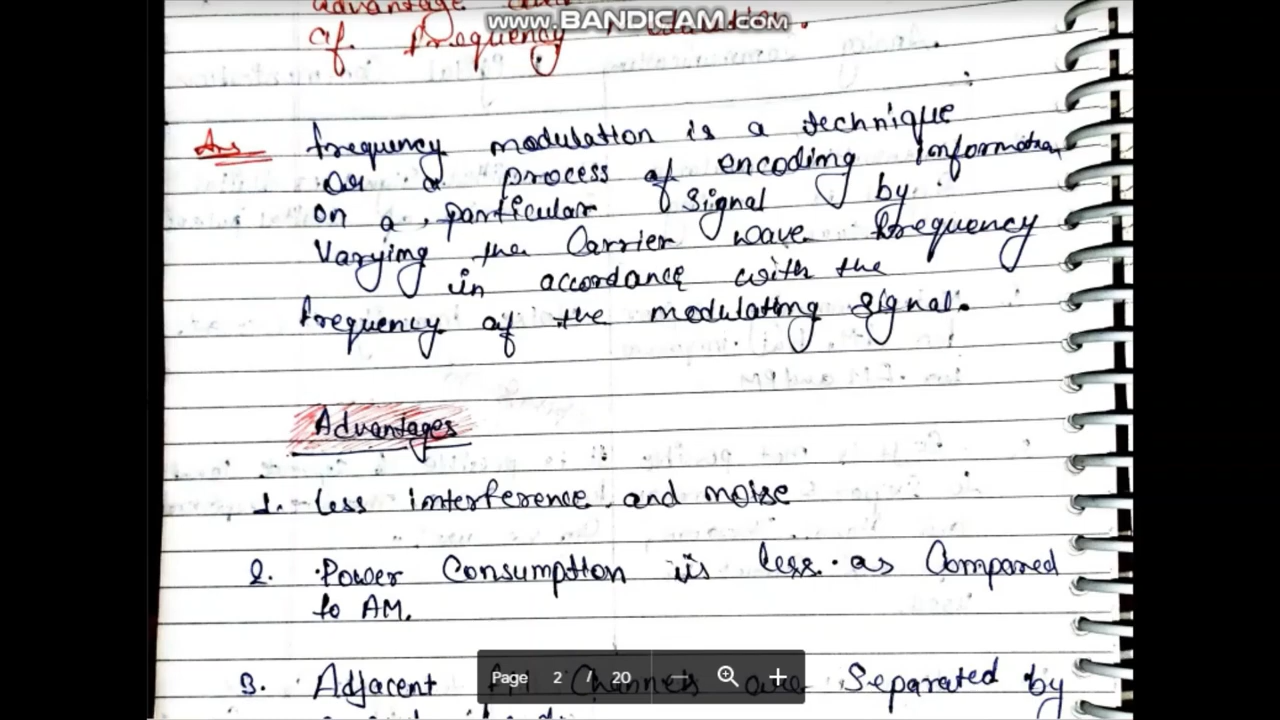 advantage
WWW.BANDICAM.COM
of frequency
Ans frequency modulation is a technique
or a process of encoding information
on a particular signal by
Varying the Carrier wave frequency
in accordance with the
frequency of the modulating signal.
Advantages
1. Less interference and noise
2. Power Consumption is less as Compared
to AM.
Page 2 / 20
3. Adjacent Channels are Separated by